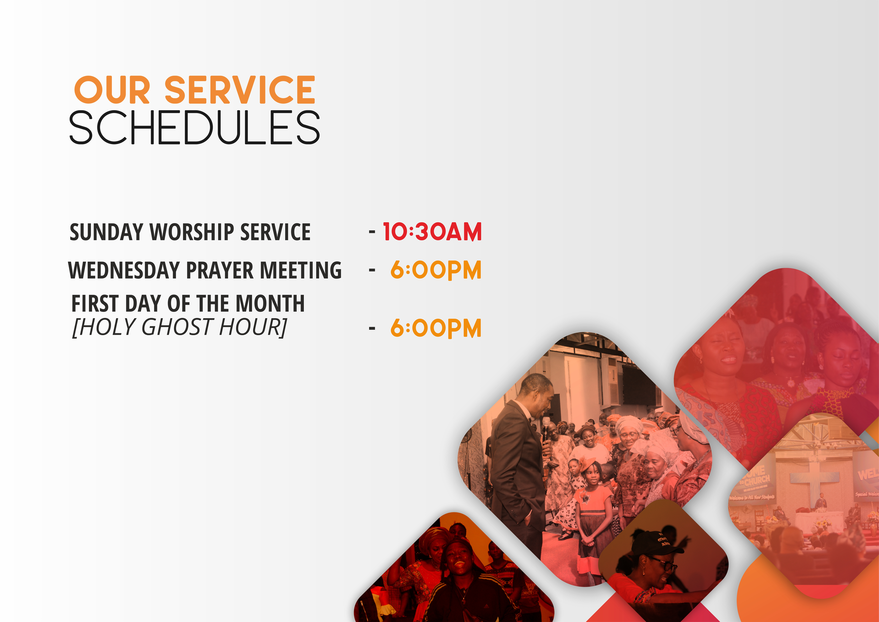 OUR SERVICE
SCHEDULES
SUNDAY WORSHIP SERVICE - 10:30AM
WEDNESDAY PRAYER MEETING - 6:00PM
FIRST DAY OF THE MONTH
[HOLY GHOST HOUR] - 6:00PM